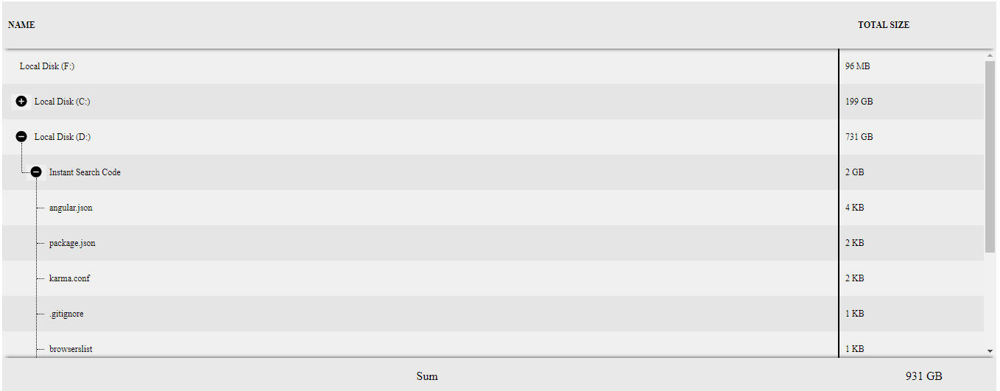 NAME TOTAL SIZE
Local Disk (F:) 96 MB
Local Disk (C:) 199 GB
Local Disk (D:) 731 GB
Instant Search Code 2 GB
angular.json 4 KB
package.json 2 KB
karma.conf 2 KB
.gitignore 1 KB
browserslist 1 KB
Sum 931 GB